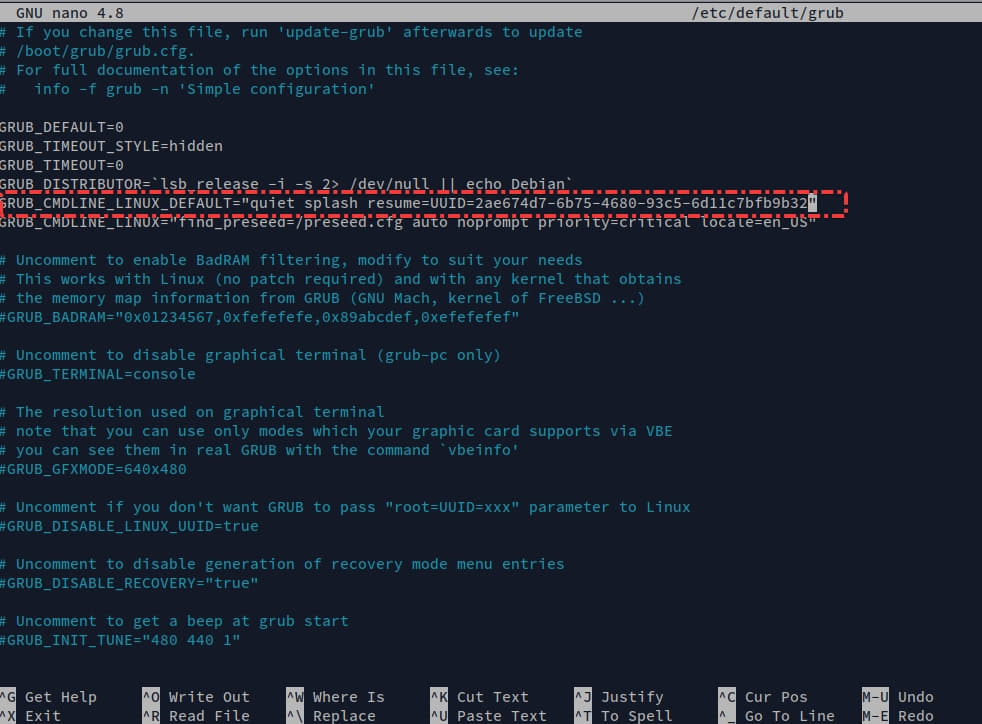 GNU nano 4.8 /etc/default/grub
# If you change this file, run 'update-grub' afterwards to update
# /boot/grub/grub.cfg.
# For full documentation of the options in this file, see:
#   info -f grub -n 'Simple configuration'
GRUB_DEFAULT=0
GRUB_TIMEOUT_STYLE=hidden
GRUB_TIMEOUT=0
GRUB_DISTRIBUTOR=`lsb_release -i -s 2> /dev/null || echo Debian`
GRUB_CMDLINE_LINUX_DEFAULT="quiet splash resume=UUID=2ae674d7-6b75-4680-93c5-6d11c7bfb9b32"
GRUB_CMDLINE_LINUX="find_preseed=/preseed.cfg auto noprompt priority=critical locale=en_US"
# Uncomment to enable BadRAM filtering, modify to suit your needs
# This works with Linux (no patch required) and with any kernel that obtains
# the memory map information from GRUB (GNU Mach, kernel of FreeBSD ...)
#GRUB_BADRAM="0x01234567,0xfefefefe,0x89abcdef,0xefefefef"
# Uncomment to disable graphical terminal (grub-pc only)
#GRUB_TERMINAL=console
# The resolution used on graphical terminal
# note that you can use only modes which your graphic card supports via VBE
# you can see them in real GRUB with the command `vbeinfo'
#GRUB_GFXMODE=640x480
# Uncomment if you don't want GRUB to pass "root=UUID=xxx" parameter to Linux
#GRUB_DISABLE_LINUX_UUID=true
# Uncomment to disable generation of recovery mode menu entries
#GRUB_DISABLE_RECOVERY="true"
# Uncomment to get a beep at grub start
#GRUB_INIT_TUNE="480 440 1"
^G Get Help ^O Write Out ^W Where Is ^K Cut Text ^J Justify ^C Cur Pos M-U Undo
^X Exit ^R Read File ^\ Replace ^U Paste Text ^T To Spell ^_ Go To Line M-E Redo